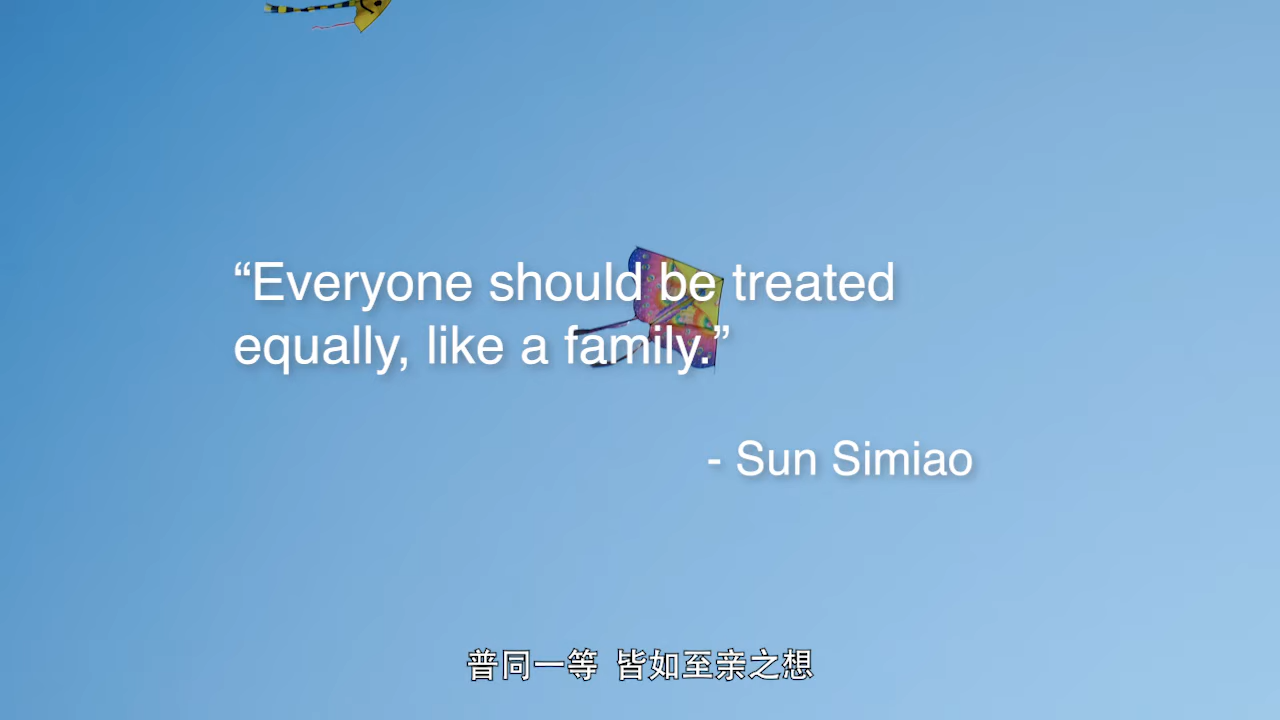 “Everyone should be treated
equally, like a family.”
- Sun Simiao
普同一等 皆如至亲之想